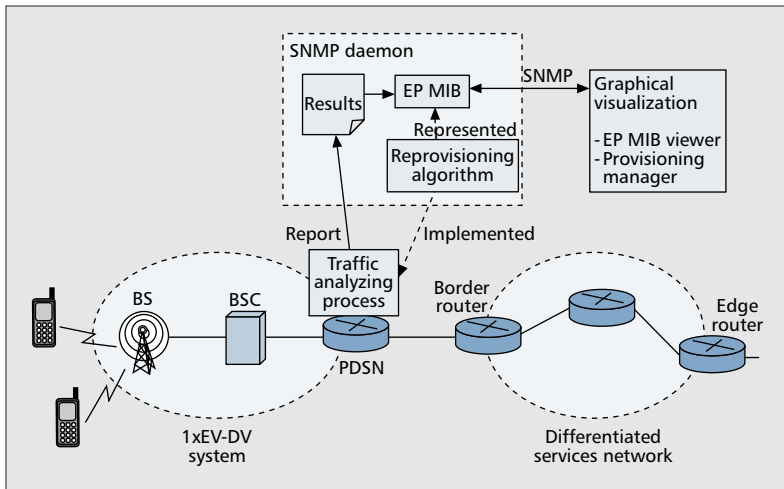 SNMP daemon
Results
EP MIB
SNMP
Graphical
visualization
- EP MIB viewer
- Provisioning
manager
Represented
Reprovisioning
algorithm
Report
Implemented
Traffic
analyzing
process
BS
BSC
PDSN
Border
router
Edge
router
1xEV-DV
system
Differentiated
services network